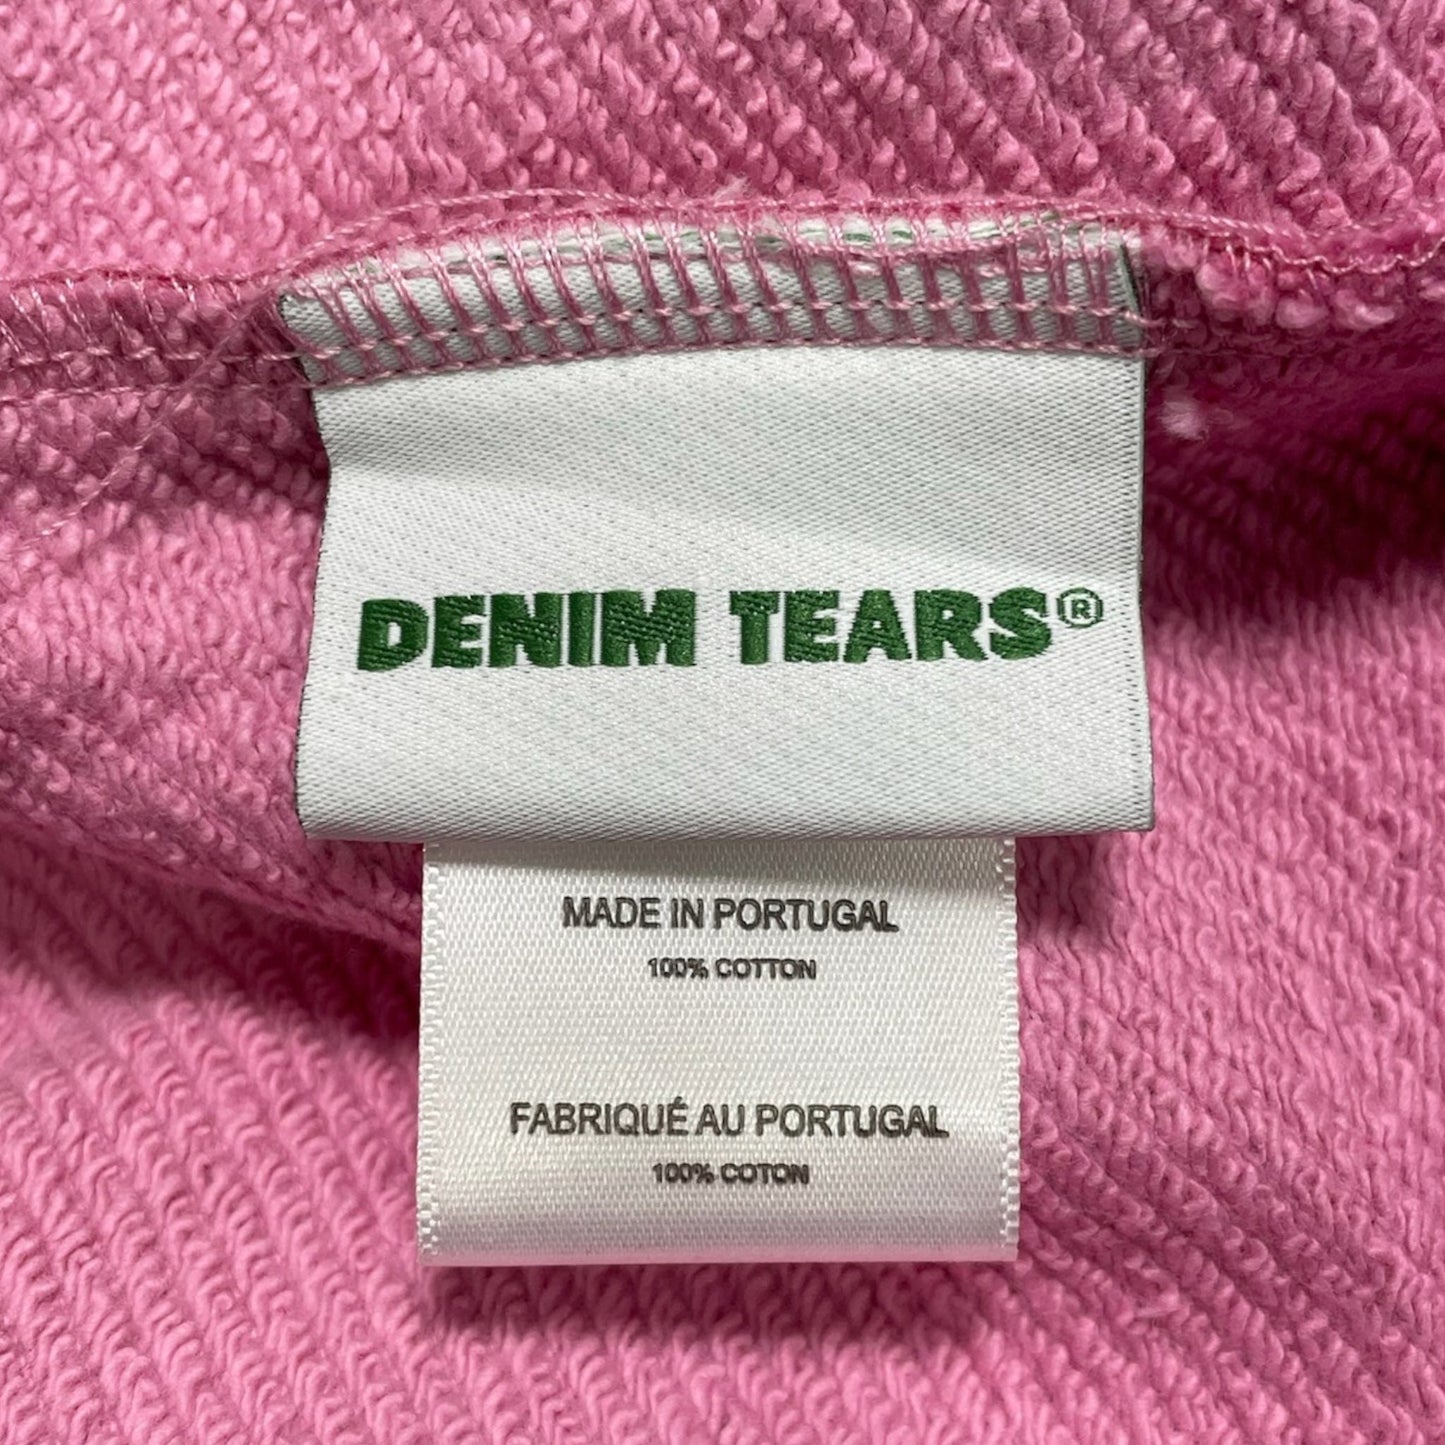 DENIM TEARS®
MADE IN PORTUGAL
100% COTTON
FABRIQUÉ AU PORTUGAL
100% COTON